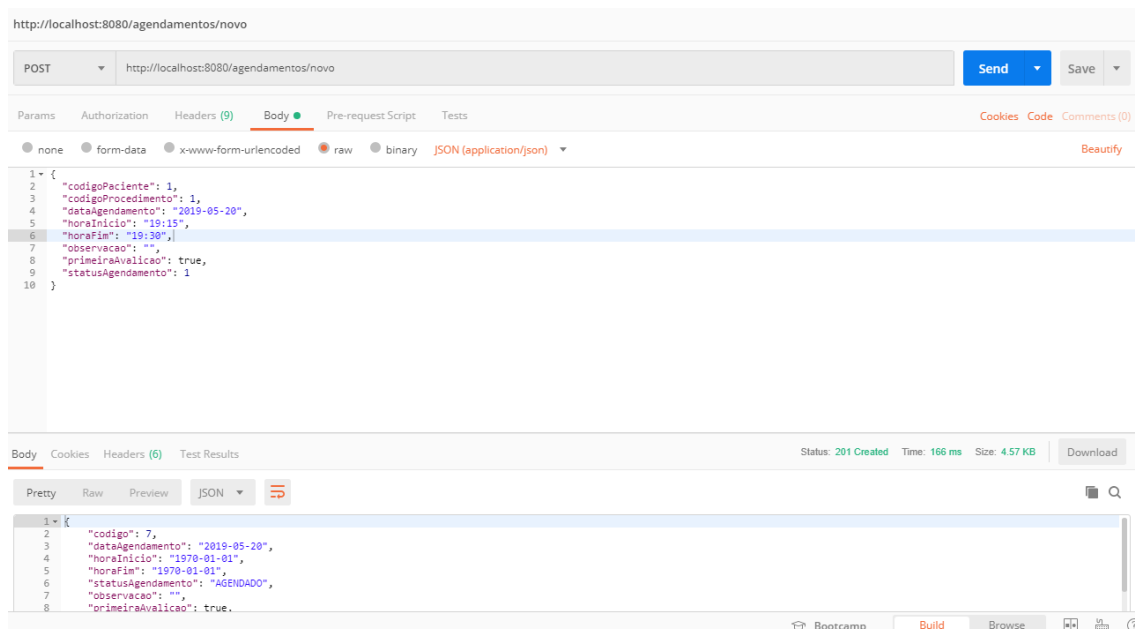 http://localhost:8080/agendamentos/novo
POST http://localhost:8080/agendamentos/novo Send Save
Params Authorization Headers (9) Body Pre-request Script Tests Cookies Code Comments (0)
none form-data x-www-form-urlencoded raw binary JSON (application/json) Beautify
1 {
2 "codigoPaciente": 1,
3 "codigoProcedimento": 1,
4 "dataAgendamento": "2019-05-20",
5 "horaInicio": "19:15",
6 "horaFim": "19:30",
7 "observacao": "",
8 "primeiraAvalicao": true,
9 "statusAgendamento": 1
10 }
Body Cookies Headers (6) Test Results Status: 201 Created Time: 166 ms Size: 4.57 KB Download
Pretty Raw Preview JSON
1 {
2 "codigo": 7,
3 "dataAgendamento": "2019-05-20",
4 "horaInicio": "1970-01-01",
5 "horaFim": "1970-01-01",
6 "statusAgendamento": "AGENDADO",
7 "observacao": "",
8 "primeiraAvalicao": true,
Bootcamp Build Browse